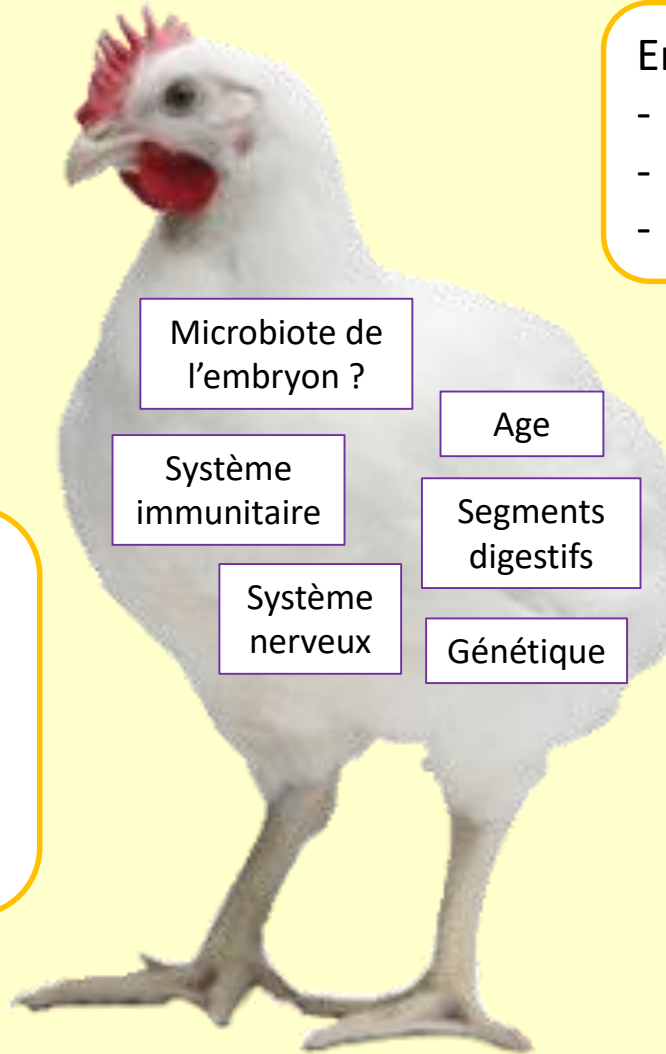 En
-
-
-
Microbiote de
l'embryon ?
Age
Système
immunitaire
Segments
digestifs
Système
nerveux
Génétique